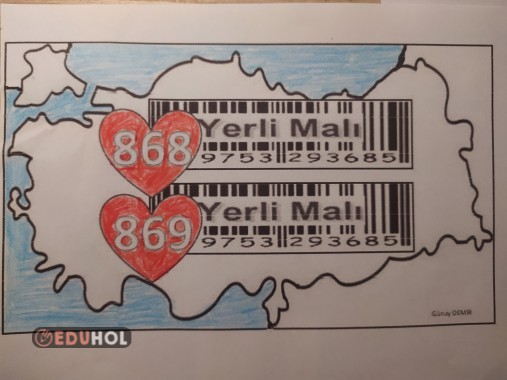 868 Yerli Malı
9753 293685
869 Yerli Malı
9753 293685
Günay DEMİR
EDUHOL